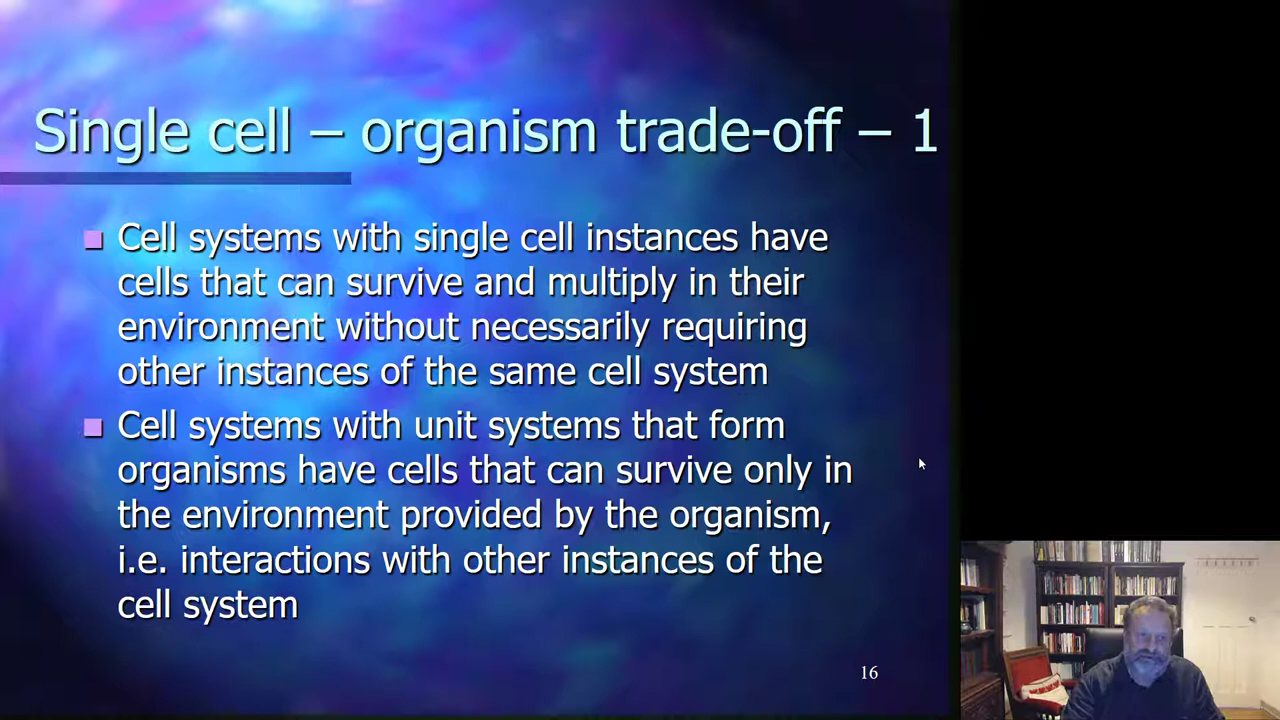 Single cell – organism trade-off – 1
Cell systems with single cell instances have
cells that can survive and multiply in their
environment without necessarily requiring
other instances of the same cell system
Cell systems with unit systems that form
organisms have cells that can survive only in
the environment provided by the organism,
i.e. interactions with other instances of the
cell system
16